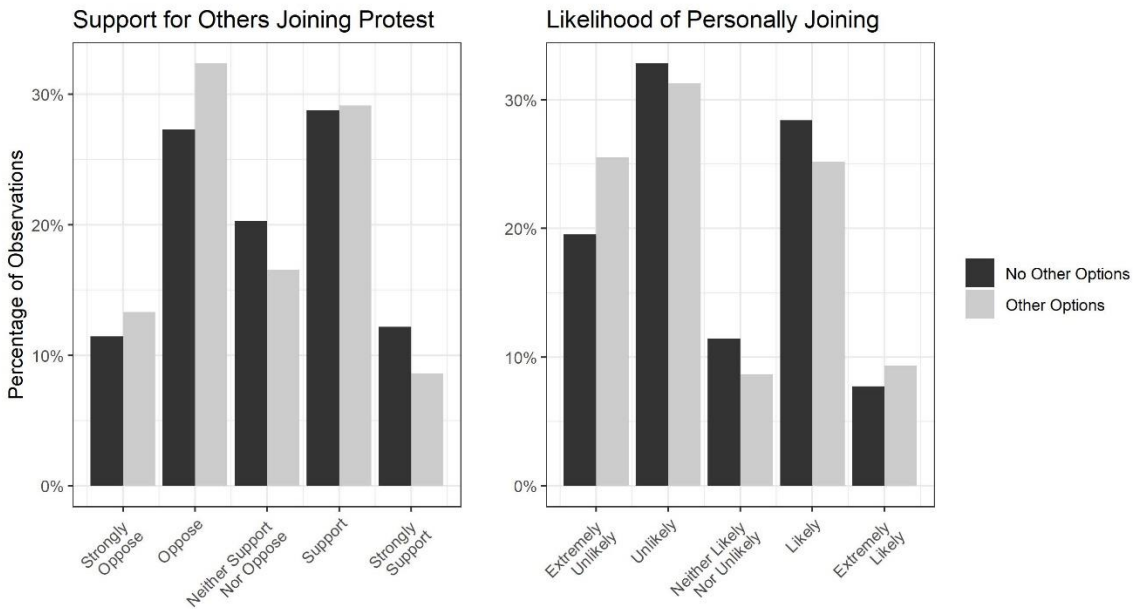 Support for Others Joining Protest
Percentage of Observations
30%
20%
10%
0%
Strongly
Oppose
Oppose
Neither Support
Nor Oppose
Support
Strongly
Support
Likelihood of Personally Joining
30%
20%
10%
0%
Extremely
Unlikely
Unlikely
Neither Likely
Nor Unlikely
Likely
Extremely
Likely
No Other Options
Other Options